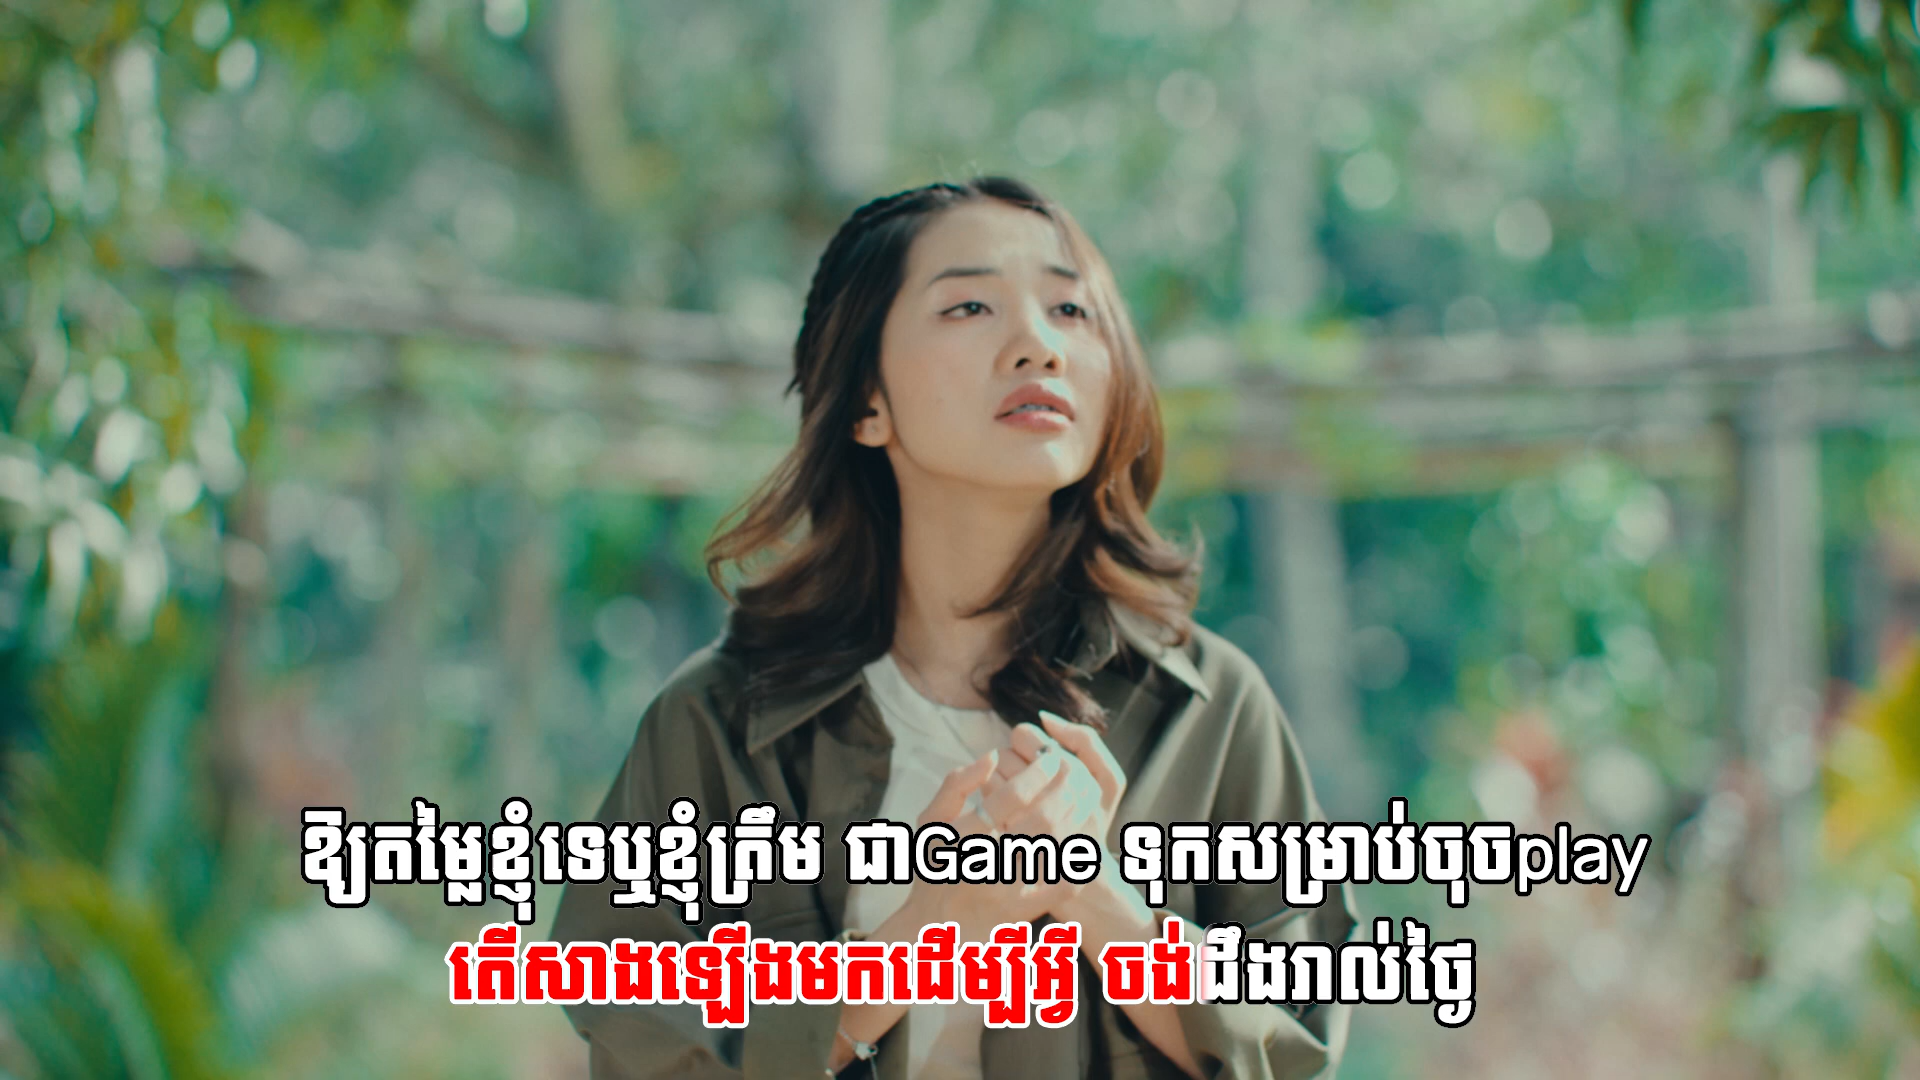 ឱ្យតម្លៃខ្ញុំទេឬខ្ញុំត្រឹម ជាGame ទុកសម្រាប់ចុចplay
តើសាងឡើងមកដើម្បីអ្វី ចង់ដឹងរាល់ថ្ងៃ